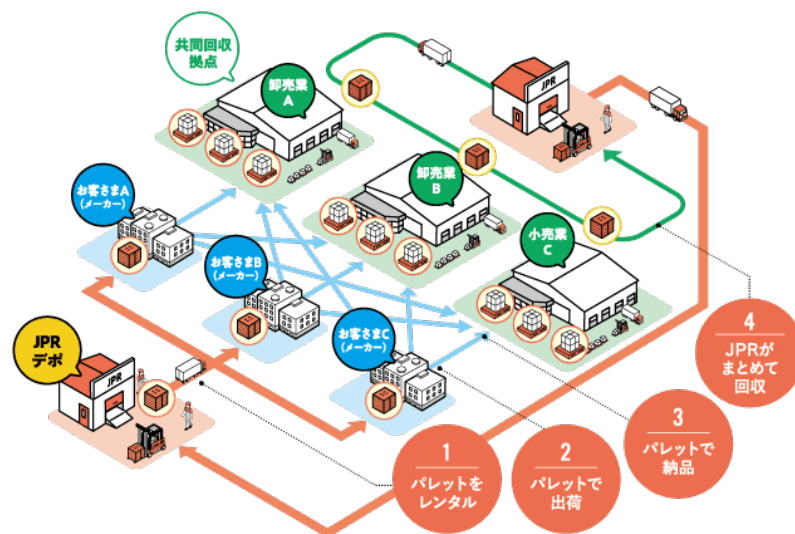 共同回収
拠点
卸売業
A
JPR
卸売業
B
お客さまA
(メーカー)
小売業
C
お客さまB
(メーカー)
お客さまC
(メーカー)
JPR
デポ
JPR
4
JPRが
まとめて
回収
3
パレットで
納品
2
パレットで
出荷
1
パレットを
レンタル